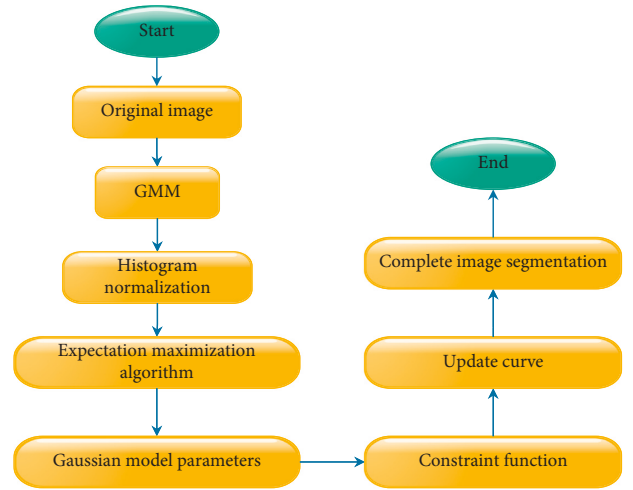 Start
Original image
GMM
Histogram
normalization
Expectation maximization
algorithm
Gaussian model parameters
Constraint function
Update curve
Complete image segmentation
End